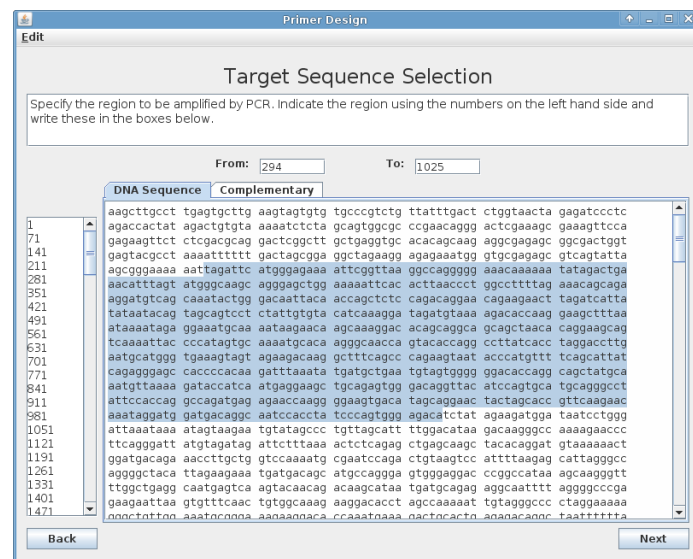 Primer Design
Edit
Target Sequence Selection
Specify the region to be amplified by PCR. Indicate the region using the numbers on the left hand side and
write these in the boxes below.
From: 294 To: 1025
DNA Sequence Complementary
1
71
141
211
281
351
421
491
561
631
701
771
841
911
981
1051
1121
1191
1261
1331
1401
1471
aagcttgcct tgagtgcttg aagtagtgtg tgcccgtctg ttatttgact ctggtaacta gagatccctc
agaccactat agactgtgta aaaatctcta gcagtggcgc ccgaacaggg actcgaaagc gaaagttcca
gagaagttct ctcgacgcag gactcggctt gctgaggtgc acacagcaag aggcgagagc ggcgactggt
gagtacgcct aaatttttttt gactagcgga ggctagaagg agagaaatgg gtgcgagagc gtcagtatta
agcgggaaaa aattagattc atgggagaaa attcggttaa ggccaggggg aaacaaaaaa tatagactga
aacatttagt atgggcaagc agggagctgg aaaaattcac acttaaccct ggccttttag aaacagcaga
aggatgtcag caaatactgg gacaattaca accagctctc cagacaggaa cagaagaact tagatcatta
tataatacag tagcagtcct ctattgtgta catcaaagga tagatgtaaa agacaccaag gaagctttaa
ataaaataga ggaaatgcaa aataagaaca agcaaaggac acagcaggca gcagctaaca caggaagcag
tcaaaattac cccatagtgc aaaatgcaca agggcaacca gtacaccagg ccttatcacc taggaccttg
aatgcatggg tgaaagtagt agaagacaag gctttcagcc cagaagtaat acccatgttt tcagcattat
cagagggagc caccccacaa gatttaaata tgatgctgaa tgtagtgggg ggacaccagg cagctatgca
aatgttaaaa gataccatca atgaggaagc tgcagagtgg gacaggttac atccagtgca tgcagggcct
attccaccag gccagatgag agaaccaagg ggaagtgaca tagcaggaac tactagcacc gttcaagaac
aaataggatg gatgacaggc aatccaccta tcccagtggg agacatctat agaagatgga taatcctggg
attaaataaa atagtaagaa tgtatagccc tgttagcatt ttggacataa gacaagggcc aaaagaaccc
ttcagggatt atgtagatag attctttaaa actctcagag ctgagcaagc tacacaggat gtaaaaaact
ggatgacaga aaccttgctg gtccaaaatg cgaatccaga ctgtaagtcc attttaagag cattagggcc
aggggctaca ttagaagaaa tgatgacagc atgccaggga gtgggaggac ccggccataa agcaagggtt
ttggctgagg caatgagtca agtacaacag acaagcataa tgatgcagag aggcaatttt aggggcccga
gaagaattaa gtgtttcaac tgtggcaaag aaggacacct agccaaaaat tgtagggccc ctaggaaaaa
Back Next